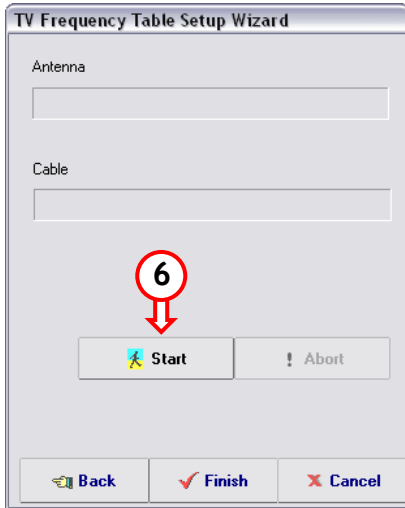 TV Frequency Table Setup Wizard
Antenna
Cable
6
Start ! Abort
Back Finish Cancel